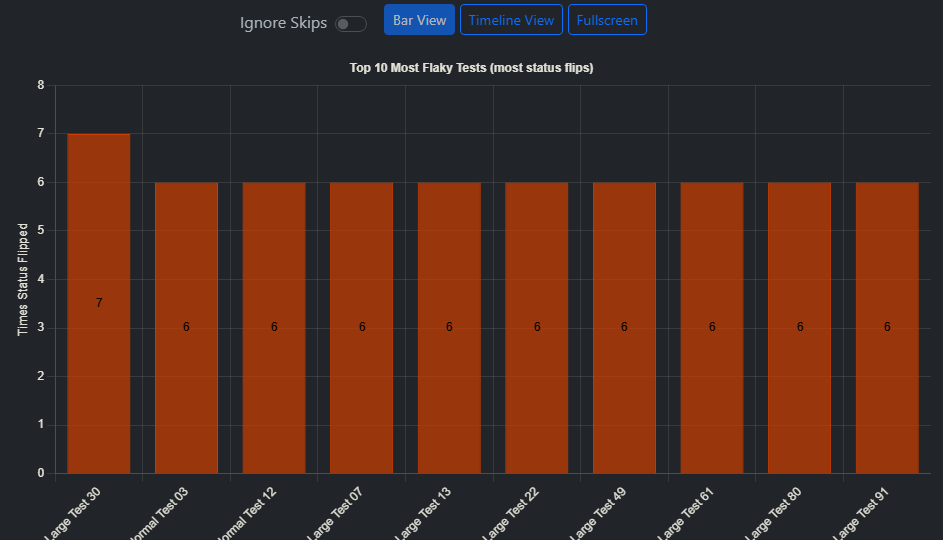 Ignore Skips
Bar View
Timeline View
Fullscreen
Top 10 Most Flaky Tests (most status flips)
Times Status Flipped
8
7
6
5
4
3
2
1
0
7
6
6
6
6
6
6
6
6
6
Large Test 30
ormal Test 03
ormal Test 12
Large Test 07
Large Test 13
Large Test 22
Large Test 49
Large Test 61
Large Test 80
Large Test 91